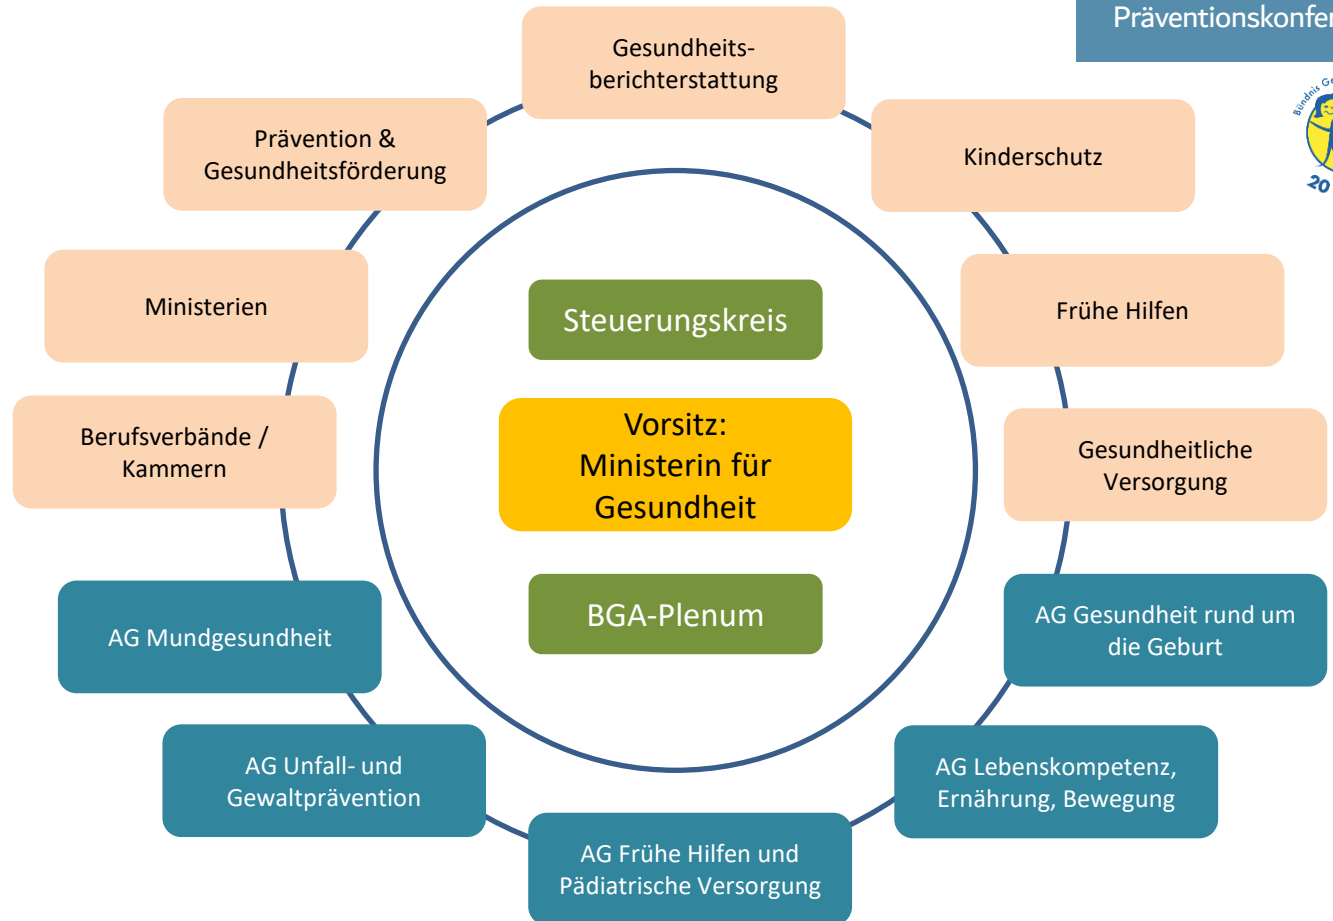 Gesundheits-
berichterstattung
Prävention &
Gesundheitsförderung
Kinderschutz
Ministerien
Frühe Hilfen
Steuerungskreis
Vorsitz:
Ministerin für
Gesundheit
Berufsverbände /
Kammern
Gesundheitliche
Versorgung
BGA-Plenum
AG Mundgesundheit
AG Gesundheit rund um
die Geburt
AG Unfall- und
Gewaltprävention
AG Lebenskompetenz,
Ernährung, Bewegung
AG Frühe Hilfen und
Pädiatrische Versorgung
Bündnis
20